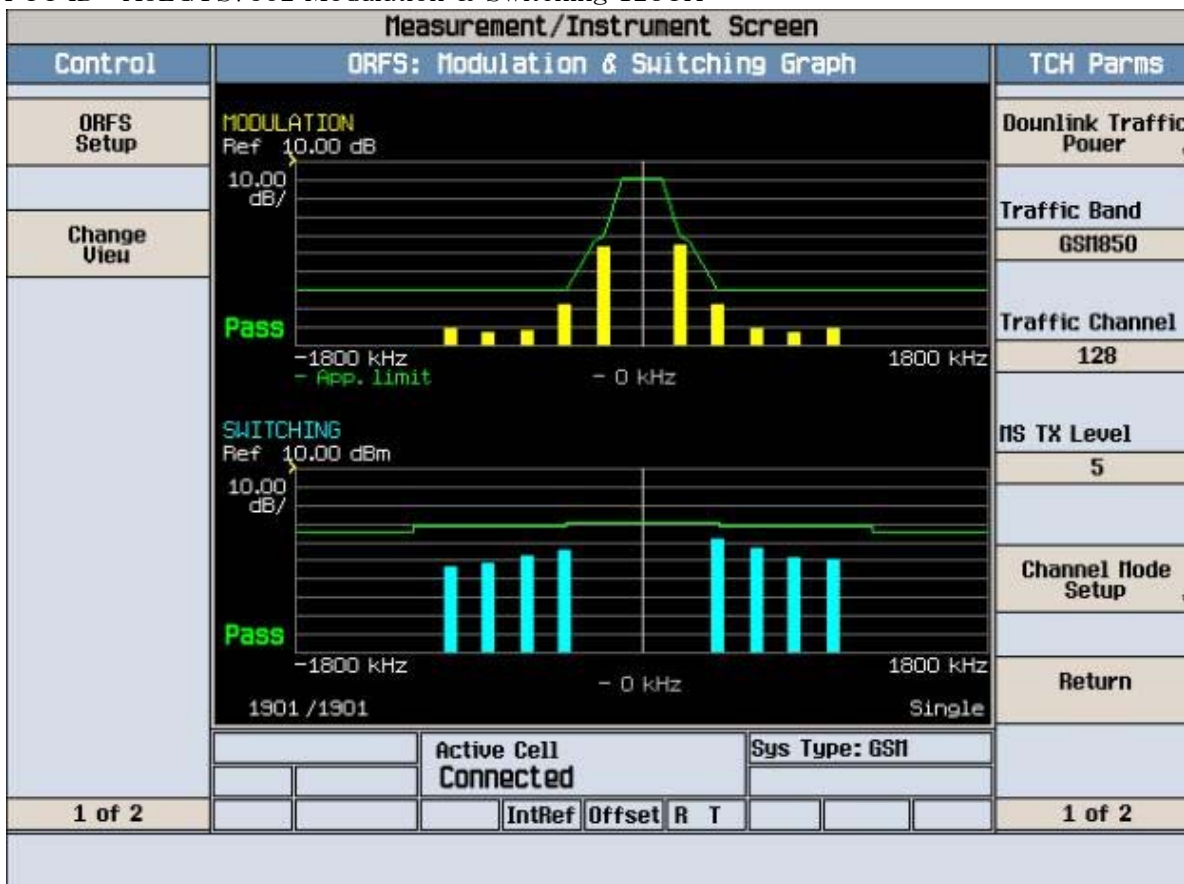 Measurement/Instrument Screen
Control
ORFS: Modulation & Switching Graph
TCH Parms
ORFS
Setup
Change
View
1 of 2
MODULATION
Ref 10.00 dB
10.00
dB/
Pass
-1800 kHz
1800 kHz
- App. limit
- 0 kHz
SWITCHING
Ref 10.00 dBm
10.00
dB/
Pass
-1800 kHz
1800 kHz
- 0 kHz
1901/1901
Single
Active Cell
Connected
Sys Type: GSM
IntRef
Offset
R T
Downlink Traffic
Power
Traffic Band
GSM850
Traffic Channel
128
MS TX Level
5
Channel Mode
Setup
Return
1 of 2